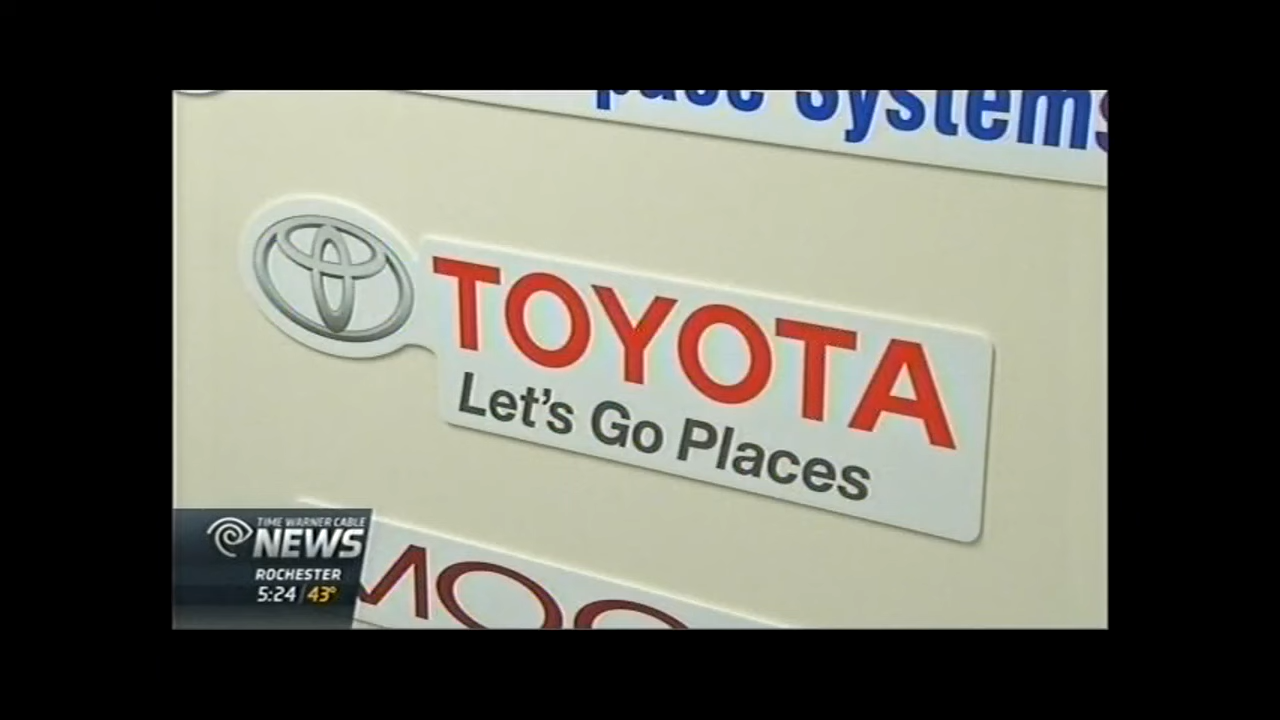 Systems
TOYOTA
Let's Go Places
TIME WARNER CABLE
NEWS
ROCHESTER
5:24 43°